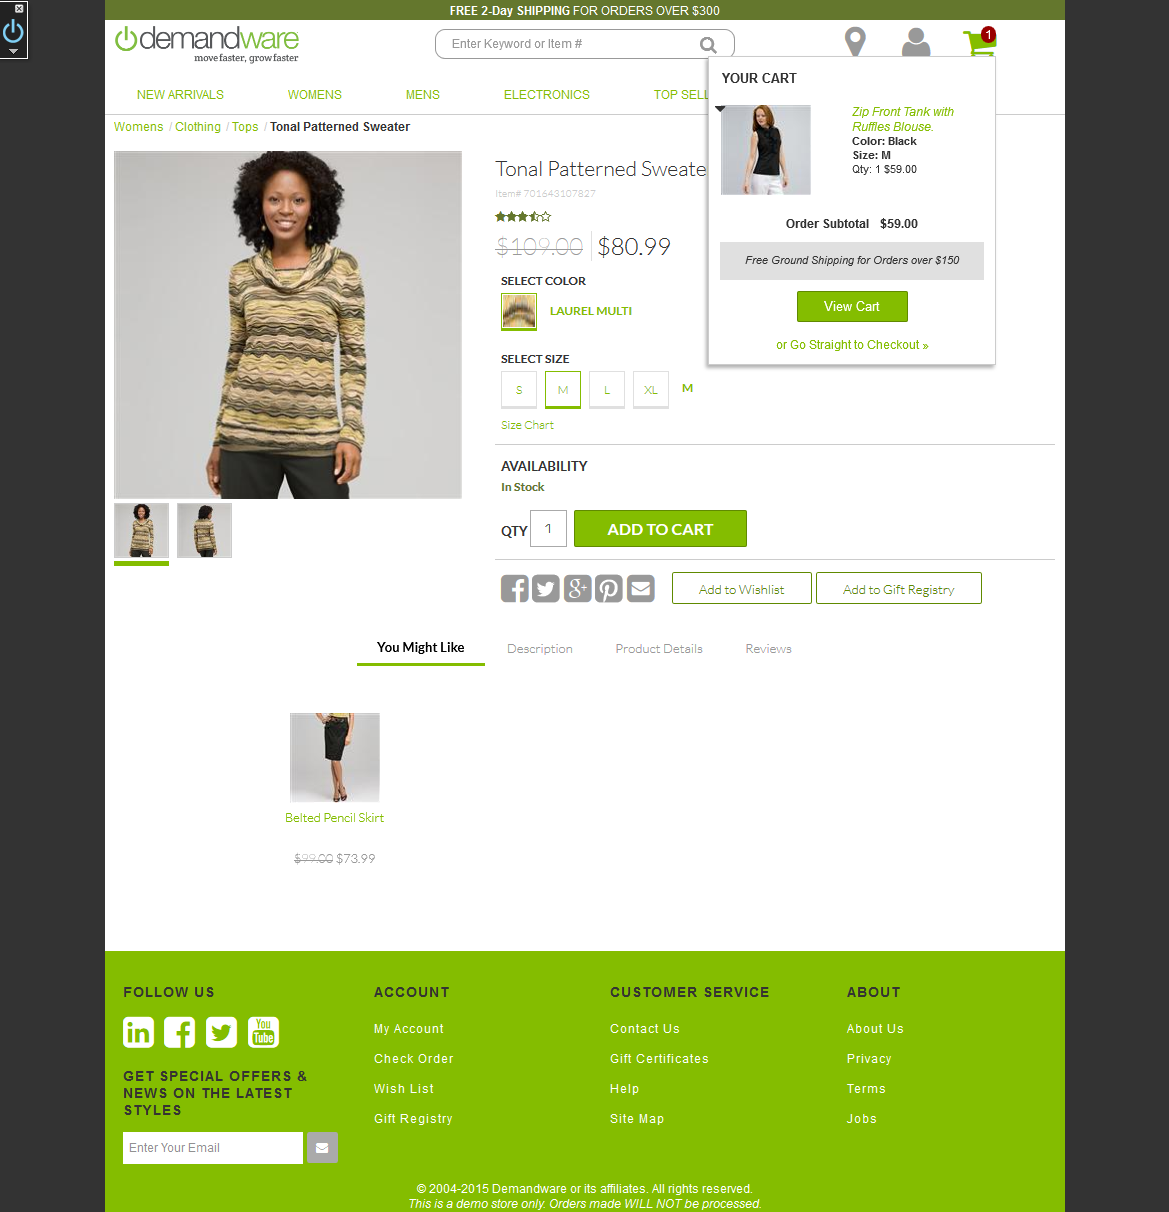 FREE 2-Day SHIPPING FOR ORDERS OVER $300
demandware
move faster, grow faster
Enter Keyword or Item #
1
NEW ARRIVALS WOMENS MENS ELECTRONICS TOP SELL
Womens / Clothing / Tops / Tonal Patterned Sweater
YOUR CART
Zip Front Tank with
Ruffles Blouse.
Color: Black
Size: M
Qty: 1 $59.00
Order Subtotal $59.00
Free Ground Shipping for Orders over $150
View Cart
or Go Straight to Checkout »
Tonal Patterned Sweate
Item# 701643107827
$109.00 $80.99
SELECT COLOR
LAUREL MULTI
SELECT SIZE
S M L XL M
Size Chart
AVAILABILITY
In Stock
QTY 1 ADD TO CART
g+
Add to Wishlist Add to Gift Registry
You Might Like Description Product Details Reviews
Belted Pencil Skirt
$99.00 $73.99
FOLLOW US
in
You
Tube
GET SPECIAL OFFERS &
NEWS ON THE LATEST
STYLES
Enter Your Email
ACCOUNT
My Account
Check Order
Wish List
Gift Registry
CUSTOMER SERVICE
Contact Us
Gift Certificates
Help
Site Map
ABOUT
About Us
Privacy
Terms
Jobs
© 2004-2015 Demandware or its affiliates. All rights reserved.
This is a demo store only. Orders made WILL NOT be processed.